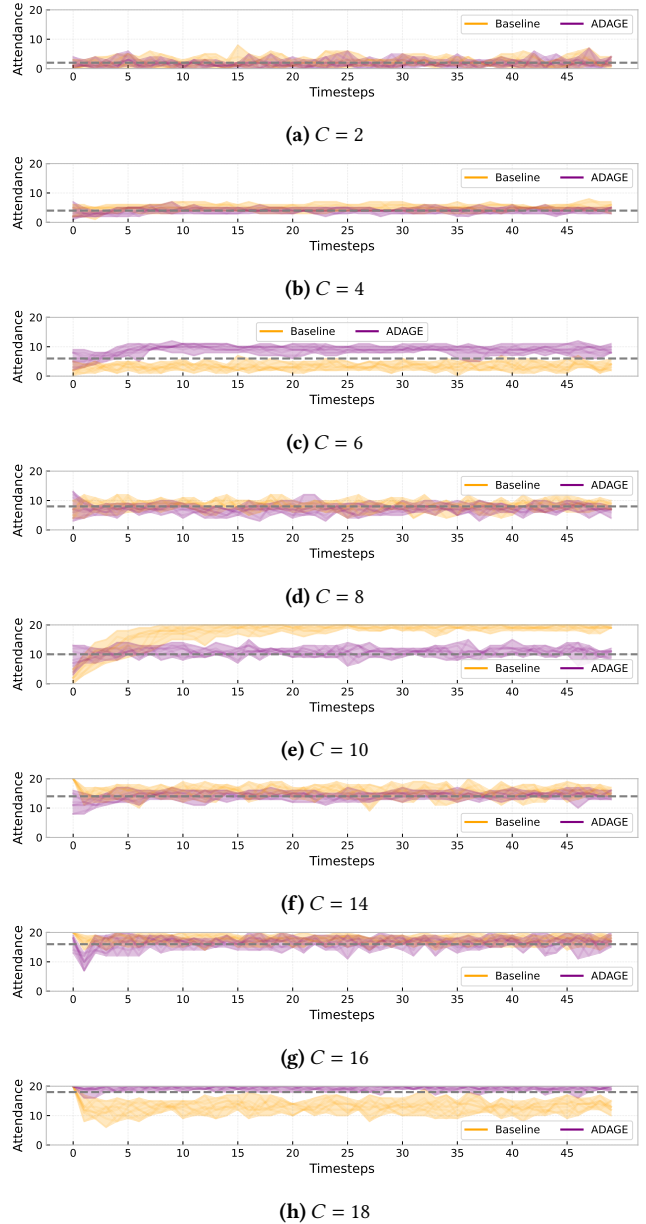 Attendance
20
10
0
Baseline ADAGE
0 5 10 15 20 25 30 35 40 45
Timesteps
(a) C = 2
Attendance
20
10
0
Baseline ADAGE
0 5 10 15 20 25 30 35 40 45
Timesteps
(b) C = 4
Attendance
20
10
0
Baseline ADAGE
0 5 10 15 20 25 30 35 40 45
Timesteps
(c) C = 6
Attendance
20
10
0
Baseline ADAGE
0 5 10 15 20 25 30 35 40 45
Timesteps
(d) C = 8
Attendance
20
10
0
Baseline ADAGE
0 5 10 15 20 25 30 35 40 45
Timesteps
(e) C = 10
Attendance
20
10
0
Baseline ADAGE
0 5 10 15 20 25 30 35 40 45
Timesteps
(f) C = 14
Attendance
20
10
0
Baseline ADAGE
0 5 10 15 20 25 30 35 40 45
Timesteps
(g) C = 16
Attendance
20
10
0
Baseline ADAGE
0 5 10 15 20 25 30 35 40 45
Timesteps
(h) C = 18